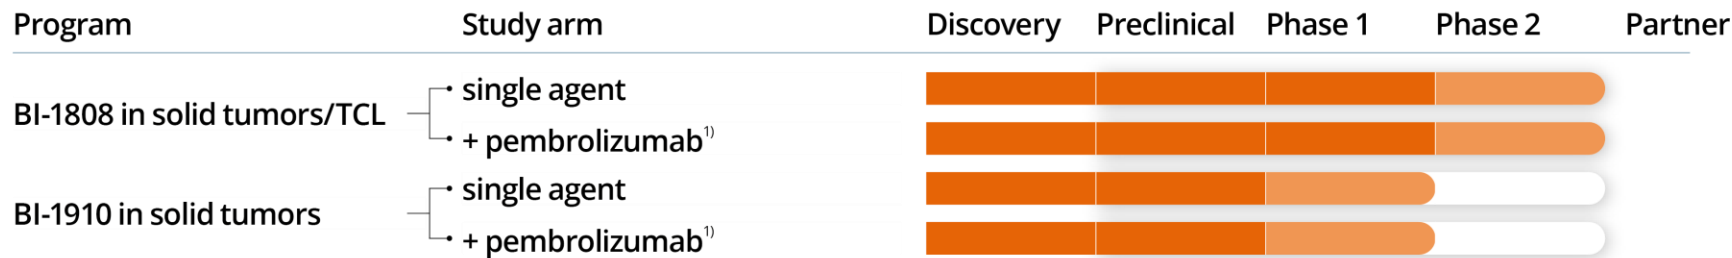 Program Study arm Discovery Preclinical Phase 1 Phase 2 Partner
BI-1808 in solid tumors/TCL
single agent
+ pembrolizumab1)
BI-1910 in solid tumors
single agent
+ pembrolizumab1)